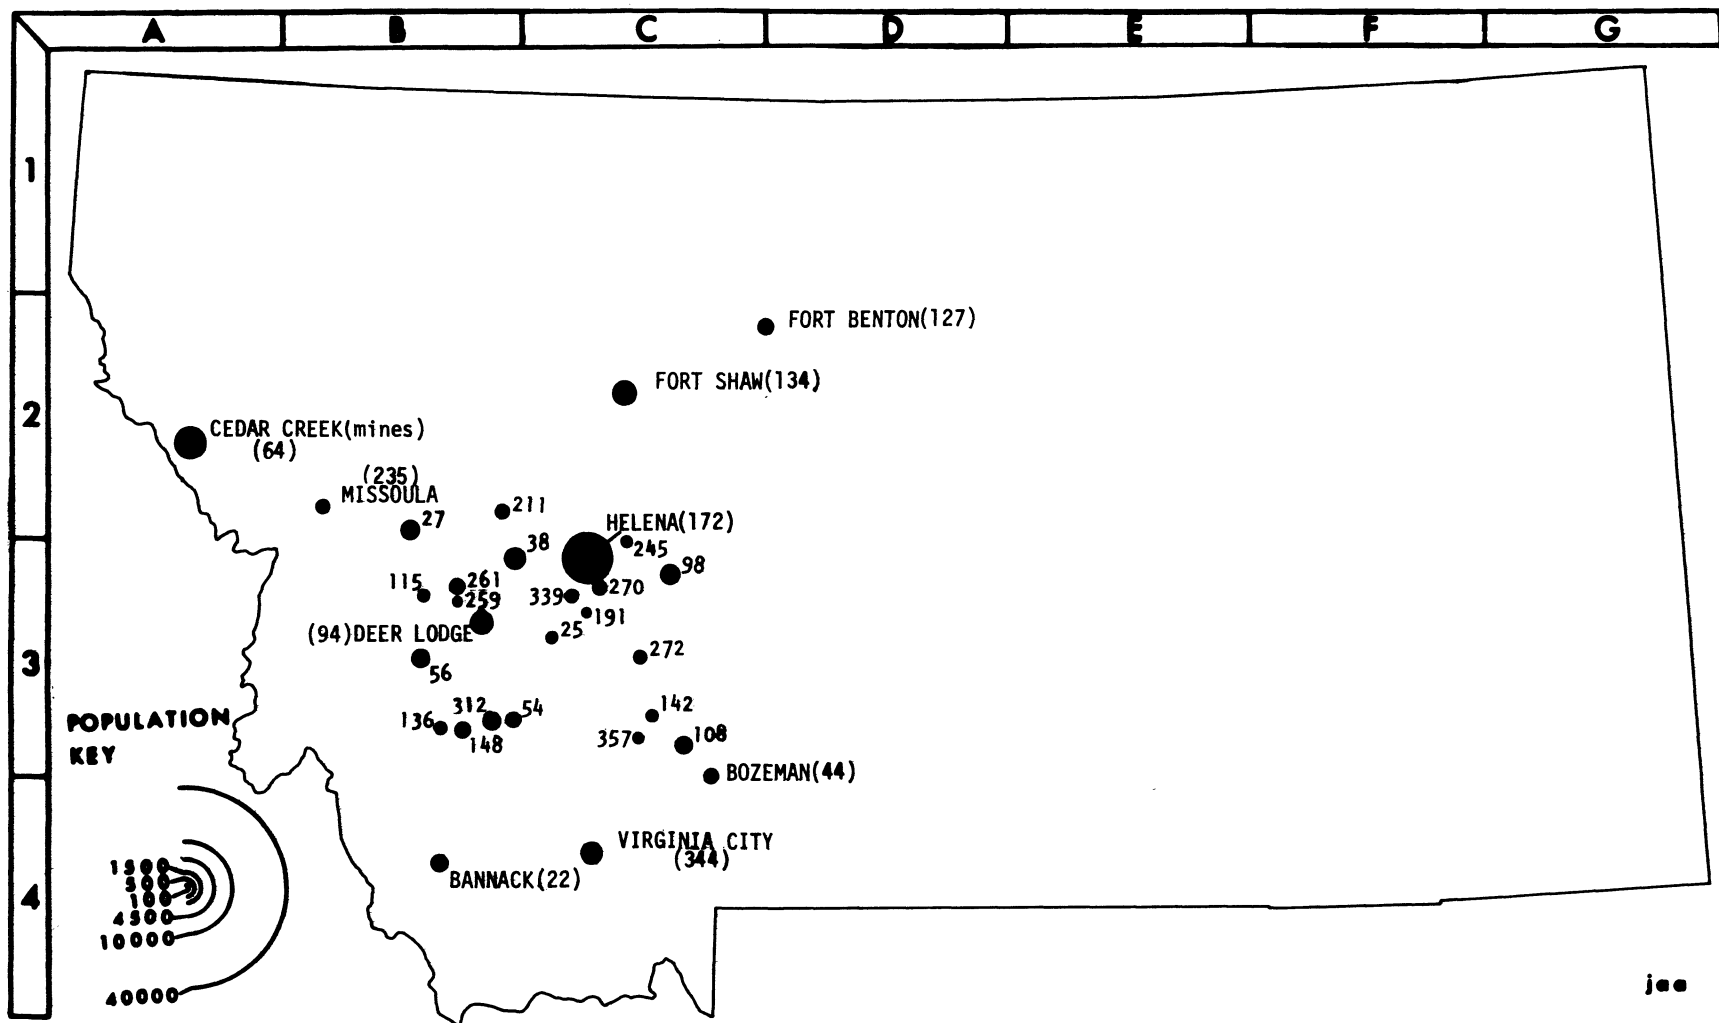 A B C D E F G
1
FORT BENTON(127)
FORT SHAW(134)
2
CEDAR CREEK(mines)
(64)
(235)
MISSOULA
211
27
HELENA(172)
38
245
98
115
261
270
259
339
191
(94)DEER LODGE
25
272
3
56
312
54
142
POPULATION
KEY
136
148
357
108
BOZEMAN(44)
VIRGINIA CITY
(344)
BANNACK(22)
4
1500
500
100
4500
10000
40000
jaa